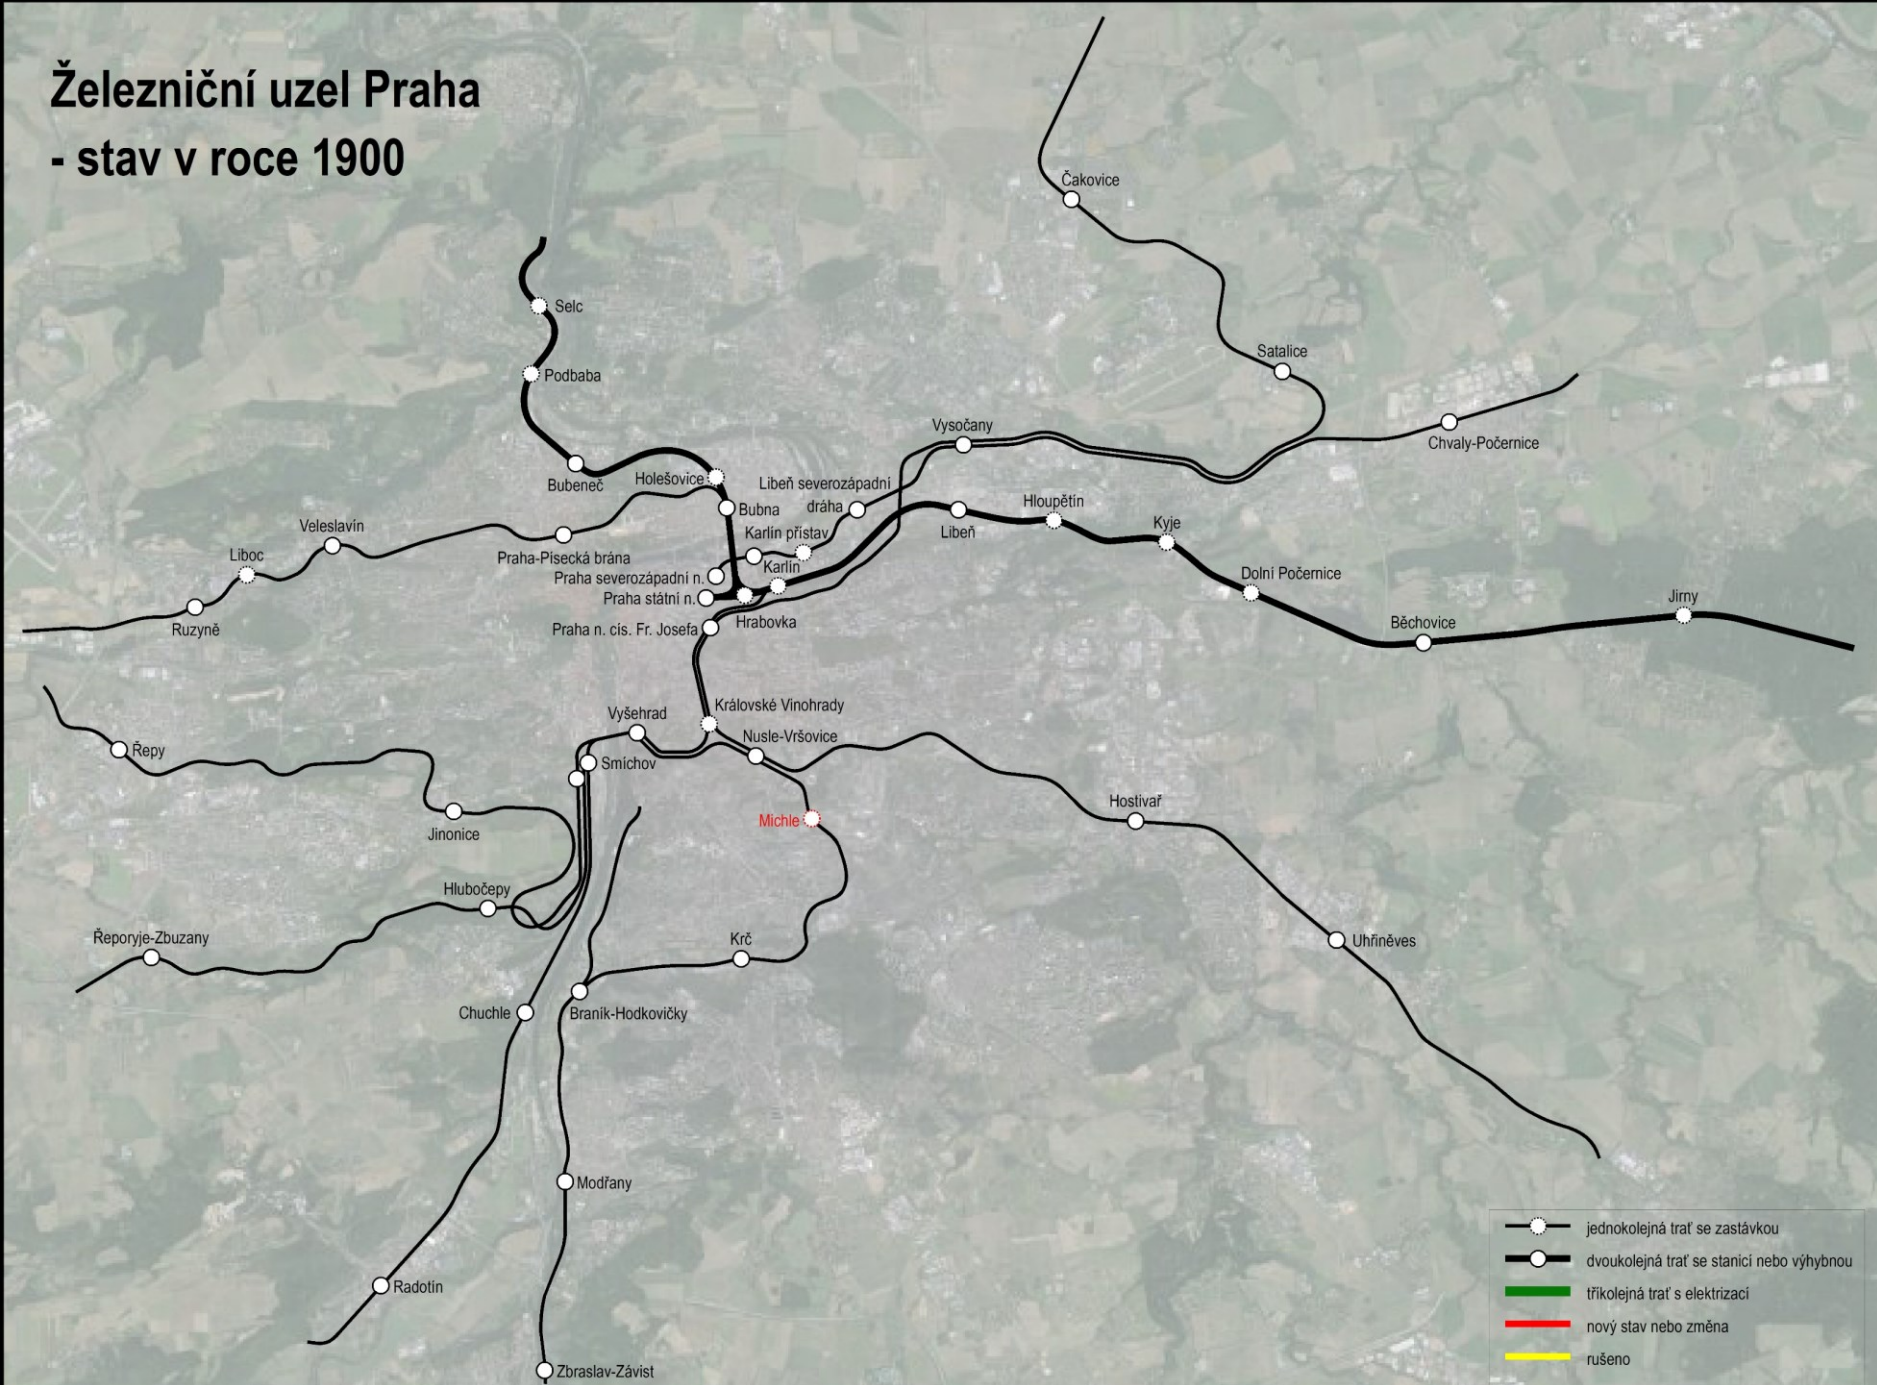 Železniční uzel Praha
- stav v roce 1900
Čakovice
Selc
Satalice
Podbaba
Vysočany
Chvaly-Počernice
Bubeneč
Holešovice
Libeň severozápadní
dráha
Bubna
Hloupětín
Libeň
Kyje
Veleslavín
Karlín přístav
Liboc
Praha-Písecká brána
Karlín
Praha severozápadní n.
Dolní Počernice
Praha státní n.
Jirny
Ruzyně
Praha n. cís. Fr. Josefa
Hrabovka
Běchovice
Královské Vinohrady
Vyšehrad
Nusle-Vršovice
Řepy
Smíchov
Hostivař
Michle
Jinonice
Hlubočepy
Řeporyje-Zbuzany
Krč
Uhříněves
Chuchle
Braník-Hodkovičky
Modřany
Radotín
Zbraslav-Závist
jednokolejná trať se zastávkou
dvoukolejná trať se stanicí nebo výhybnou
tříkolejná trať s elektrizací
nový stav nebo změna
rušeno